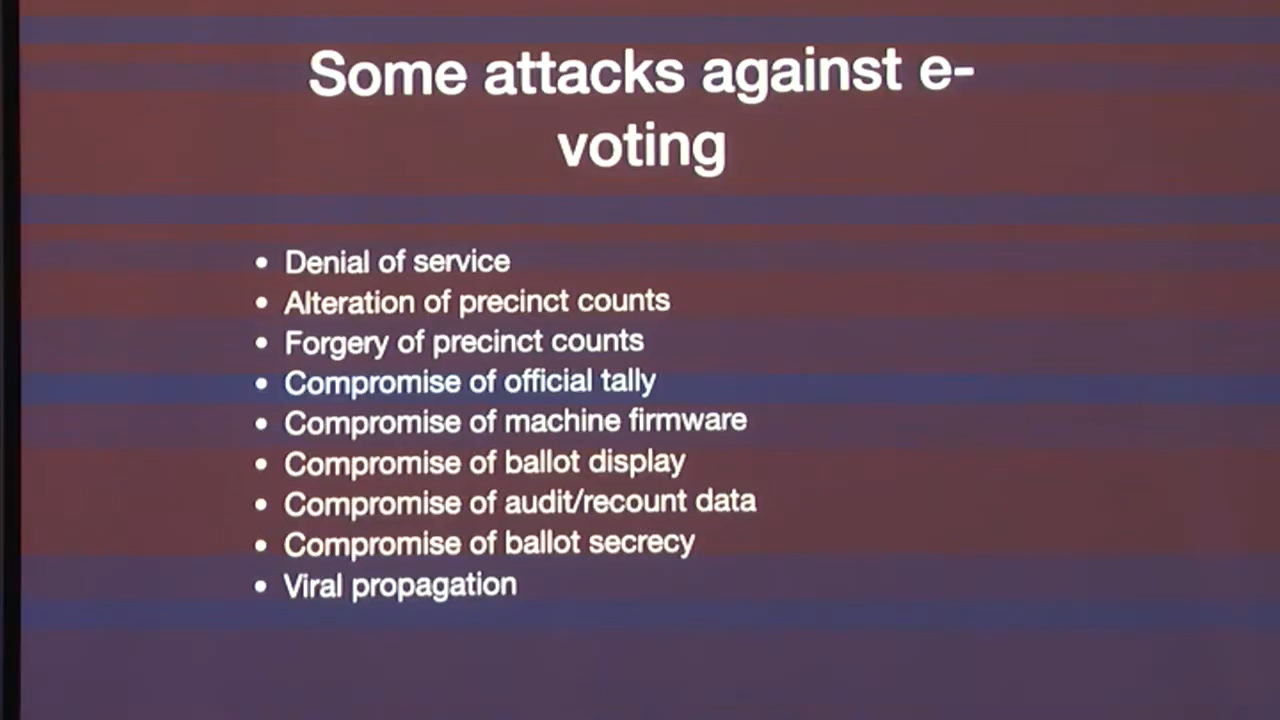 Some attacks against e-
voting
• Denial of service
• Alteration of precinct counts
• Forgery of precinct counts
• Compromise of official tally
• Compromise of machine firmware
• Compromise of ballot display
• Compromise of audit/recount data
• Compromise of ballot secrecy
• Viral propagation